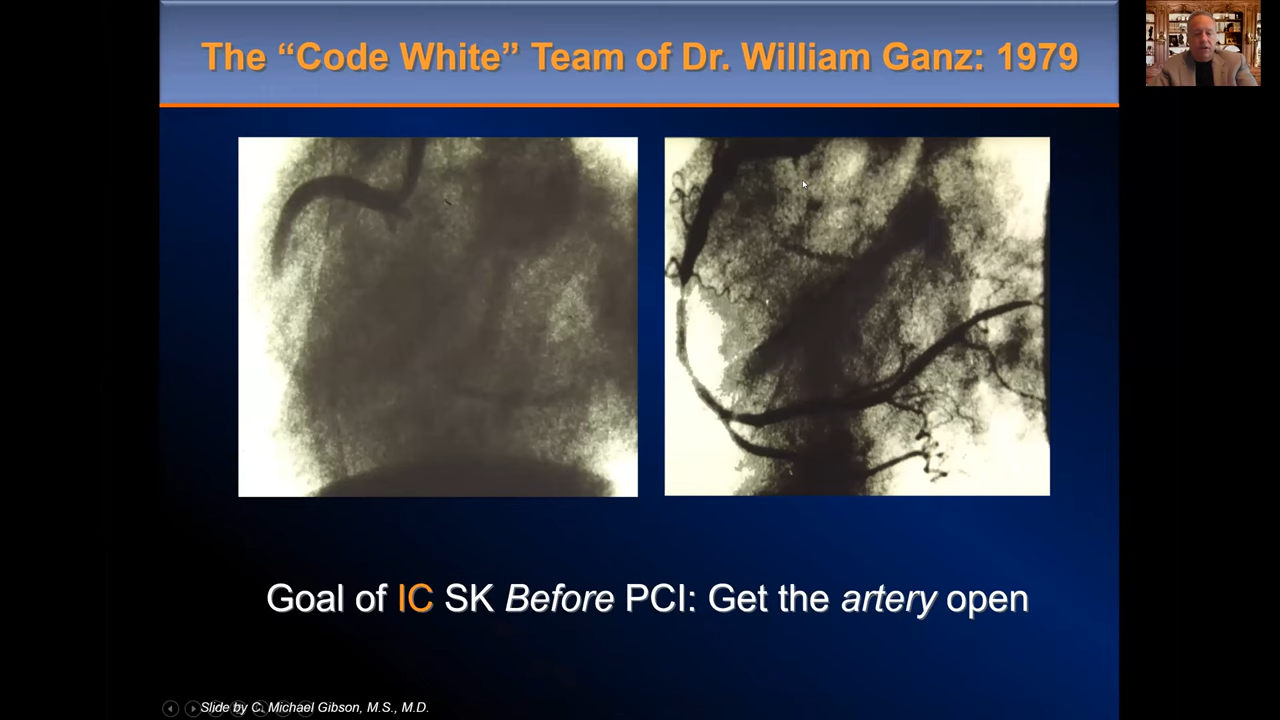 The “Code White” Team of Dr. William Ganz: 1979
Goal of IC SK Before PCI: Get the artery open
Slide by C. Michael Gibson, M.S., M.D.